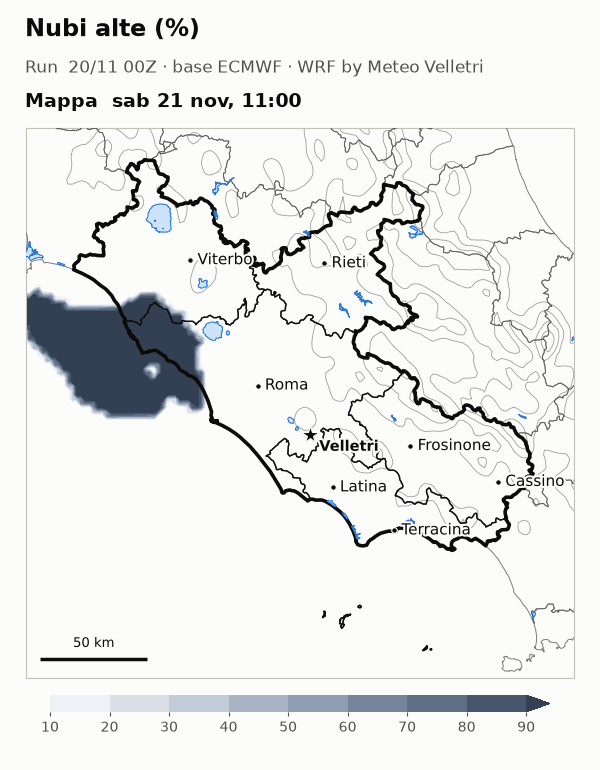 Nubi alte (%)
Run  20/11 00Z · base ECMWF · WRF by Meteo Velletri
Mappa  sab 21 nov, 11:00
Viterbo
Rieti
Roma
Velletri
Frosinone
Cassino
Latina
Terracina
50 km
10 20 30 40 50 60 70 80 90